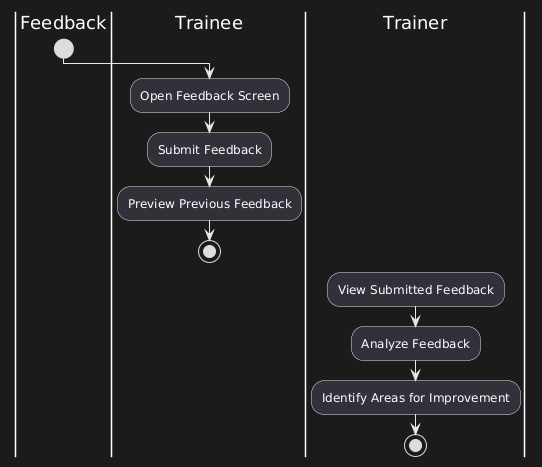 Feedback
Trainee
Trainer
Open Feedback Screen
Submit Feedback
Preview Previous Feedback
View Submitted Feedback
Analyze Feedback
Identify Areas for Improvement